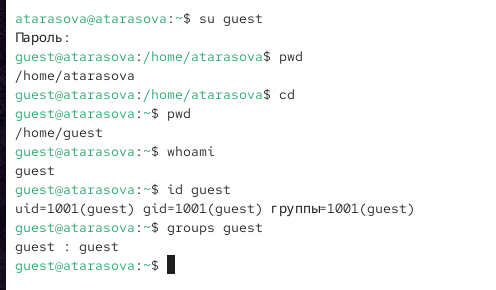 atarasova@atarasova:~$ su guest
Пароль:
guest@atarasova:/home/atarasova$ pwd
/home/atarasova
guest@atarasova:/home/atarasova$ cd
guest@atarasova:~$ pwd
/home/guest
guest@atarasova:~$ whoami
guest
guest@atarasova:~$ id guest
uid=1001(guest) gid=1001(guest) группы=1001(guest)
guest@atarasova:~$ groups guest
guest : guest
guest@atarasova:~$